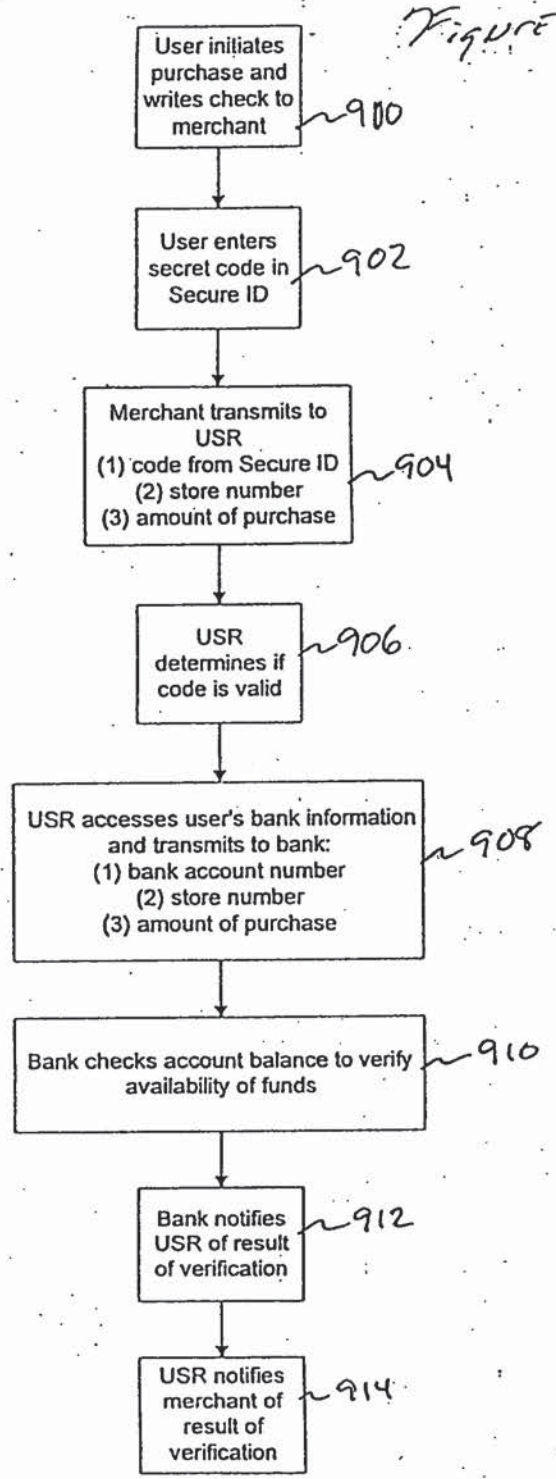 Figure
User initiates
purchase and
writes check to
merchant
900
User enters
secret code in
Secure ID
902
Merchant transmits to
USR
(1) code from Secure ID
(2) store number
(3) amount of purchase
904
USR
determines if
code is valid
906
USR accesses user's bank information
and transmits to bank:
(1) bank account number
(2) store number
(3) amount of purchase
908
Bank checks account balance to verify
availability of funds
910
Bank notifies
USR of result
of verification
912
USR notifies
merchant of
result of
verification
914